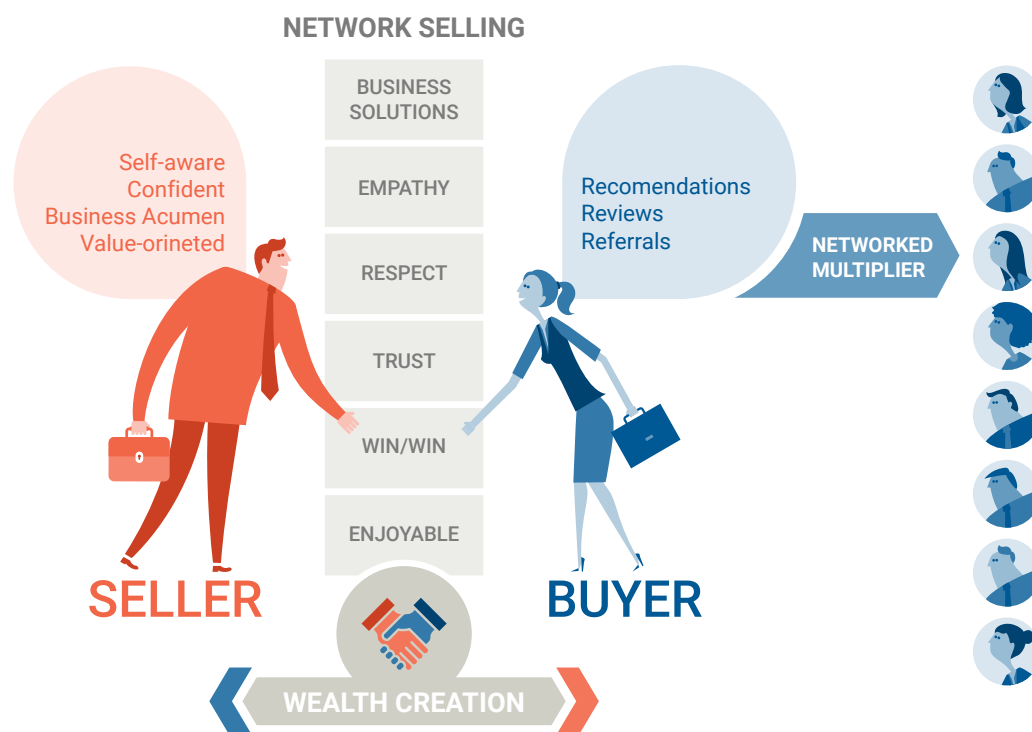 NETWORK SELLING
BUSINESS
SOLUTIONS
EMPATHY
RESPECT
TRUST
WIN/WIN
ENJOYABLE
Self-aware
Confident
Business Acumen
Value-orineted
SELLER
Recomendations
Reviews
Referrals
BUYER
NETWORKED
MULTIPLIER
WEALTH CREATION